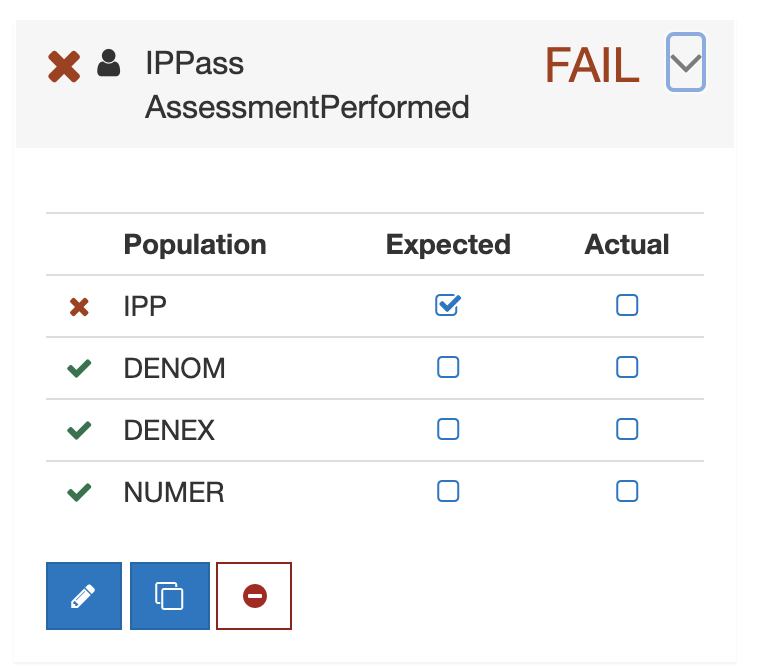 IPPass FAIL
AssessmentPerformed
Population Expected Actual
IPP
DENOM
DENEX
NUMER